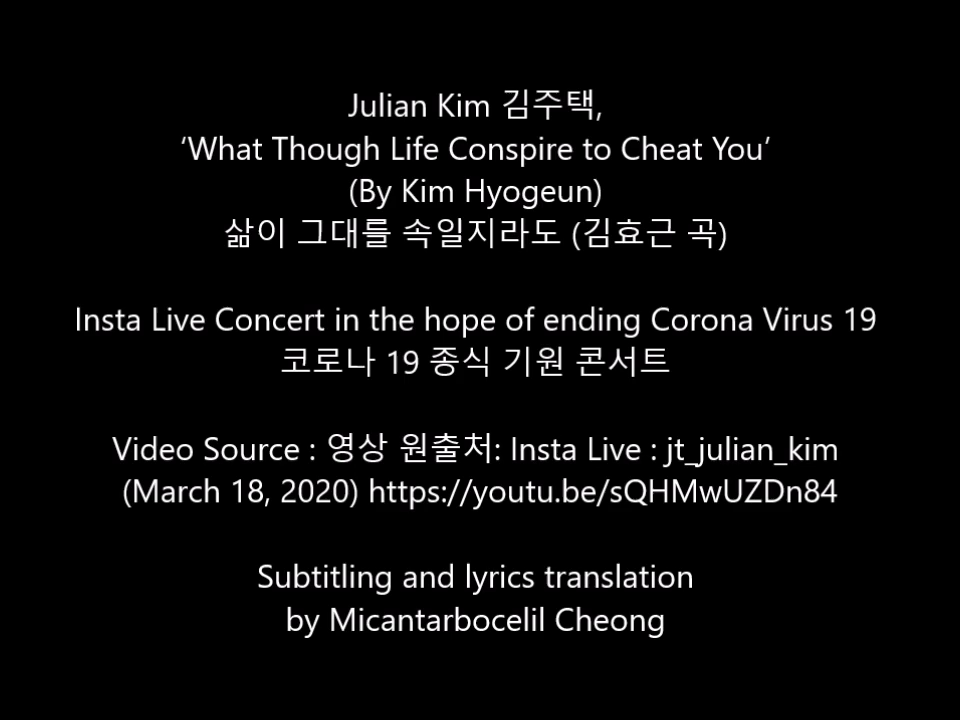 Julian Kim 김주택,
‘What Though Life Conspire to Cheat You’
(By Kim Hyogeun)
삶이 그대를 속일지라도 (김효근 곡)
Insta Live Concert in the hope of ending Corona Virus 19
코로나 19 종식 기원 콘서트
Video Source : 영상 원출처: Insta Live : jt_julian_kim
(March 18, 2020) https://youtu.be/sQHMwUZDn84
Subtitling and lyrics translation
by Micantarbocelil Cheong